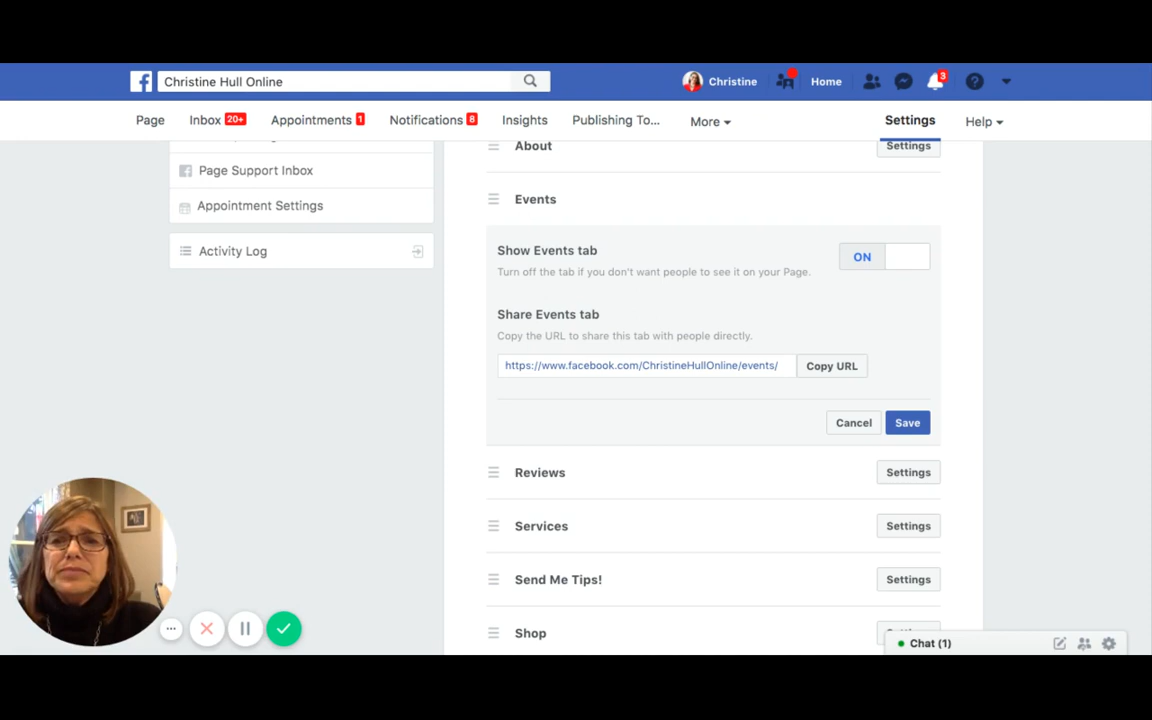 Christine Hull Online
Christine
Home
3
Page
Inbox 20+
Appointments 1
Notifications 8
Insights
Publishing To...
More
Settings
Help
About
Settings
Page Support Inbox
Appointment Settings
Activity Log
Events
Show Events tab
Turn off the tab if you don't want people to see it on your Page.
ON
Share Events tab
Copy the URL to share this tab with people directly.
https://www.facebook.com/ChristineHullOnline/events/
Copy URL
Cancel
Save
Reviews
Settings
Services
Settings
Send Me Tips!
Settings
Shop
Chat (1)